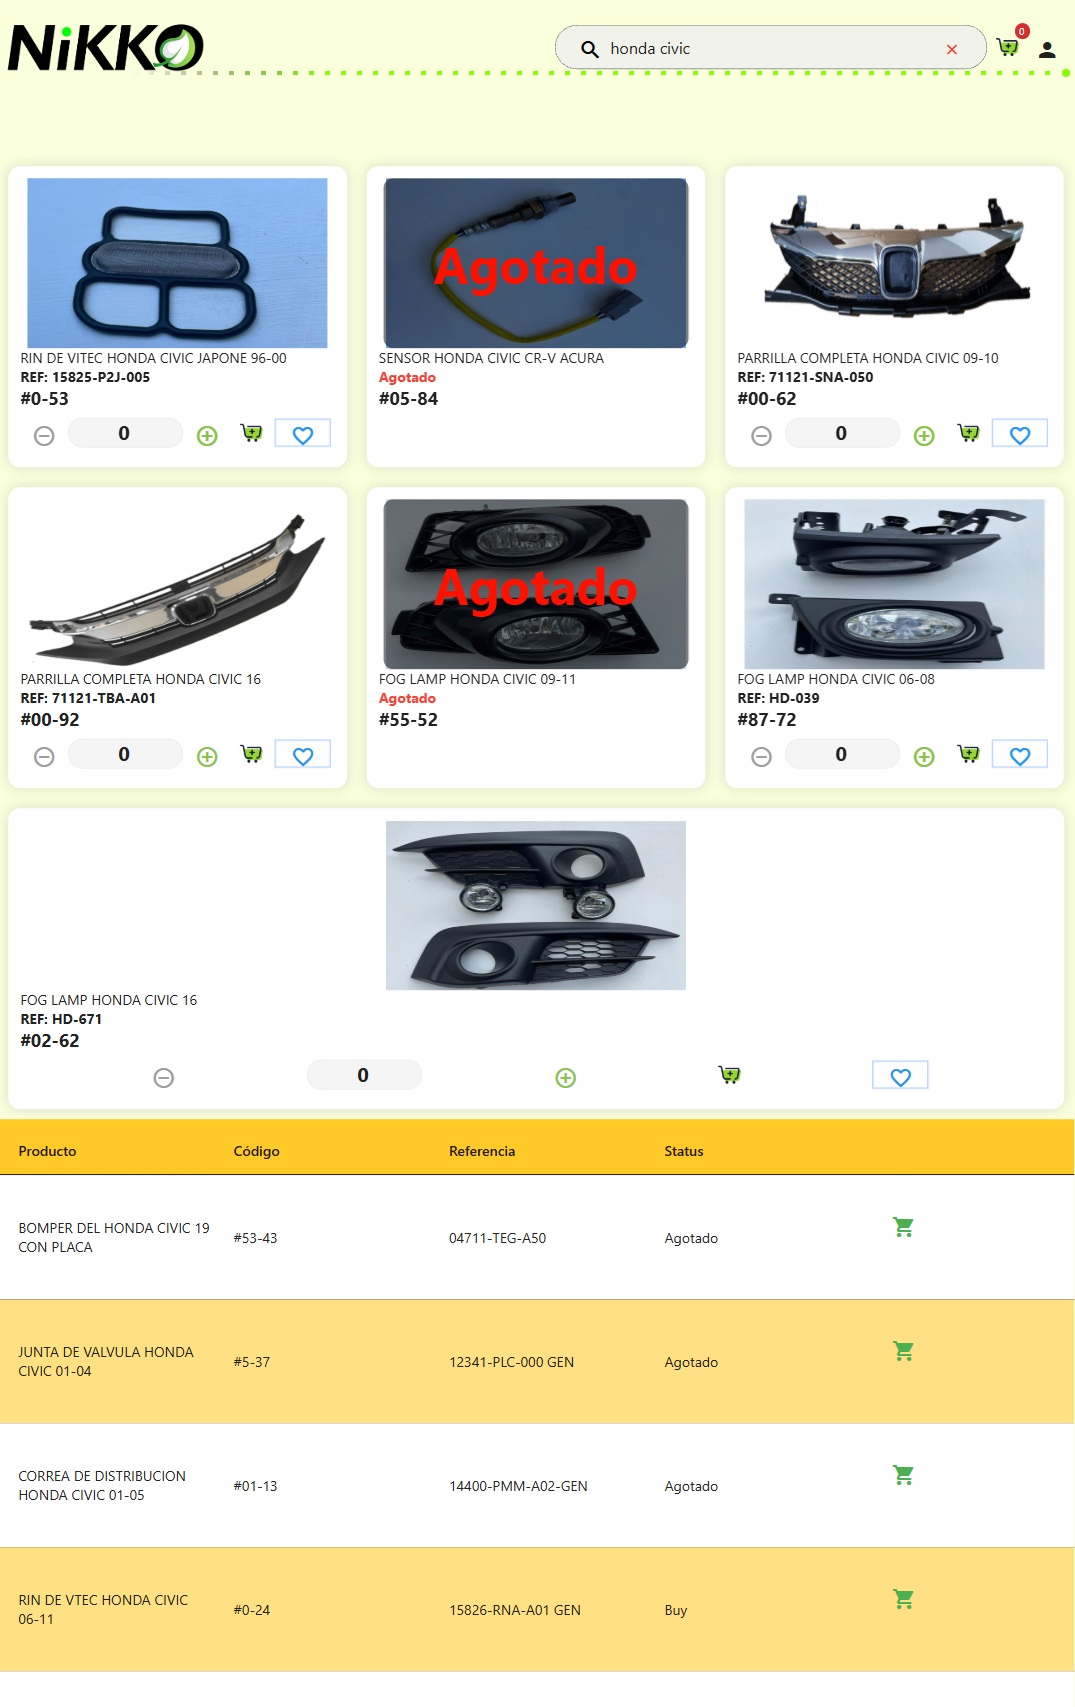 NiKKO
honda civic
0
RIN DE VITEC HONDA CIVIC JAPONE 96-00
REF: 15825-P2J-005
#0-53
0
Agotado
SENSOR HONDA CIVIC CR-V ACURA
Agotado
#05-84
PARRILLA COMPLETA HONDA CIVIC 09-10
REF: 71121-SNA-050
#00-62
0
PARRILLA COMPLETA HONDA CIVIC 16
REF: 71121-TBA-A01
#00-92
0
Agotado
FOG LAMP HONDA CIVIC 09-11
Agotado
#55-52
FOG LAMP HONDA CIVIC 06-08
REF: HD-039
#87-72
0
FOG LAMP HONDA CIVIC 16
REF: HD-671
#02-62
0
Producto Código Referencia Status
BOMPER DEL HONDA CIVIC 19
CON PLACA
#53-43 04711-TEG-A50 Agotado
JUNTA DE VALVULA HONDA
CIVIC 01-04
#5-37 12341-PLC-000 GEN Agotado
CORREA DE DISTRIBUCION
HONDA CIVIC 01-05
#01-13 14400-PMM-A02-GEN Agotado
RIN DE VTEC HONDA CIVIC
06-11
#0-24 15826-RNA-A01 GEN Buy